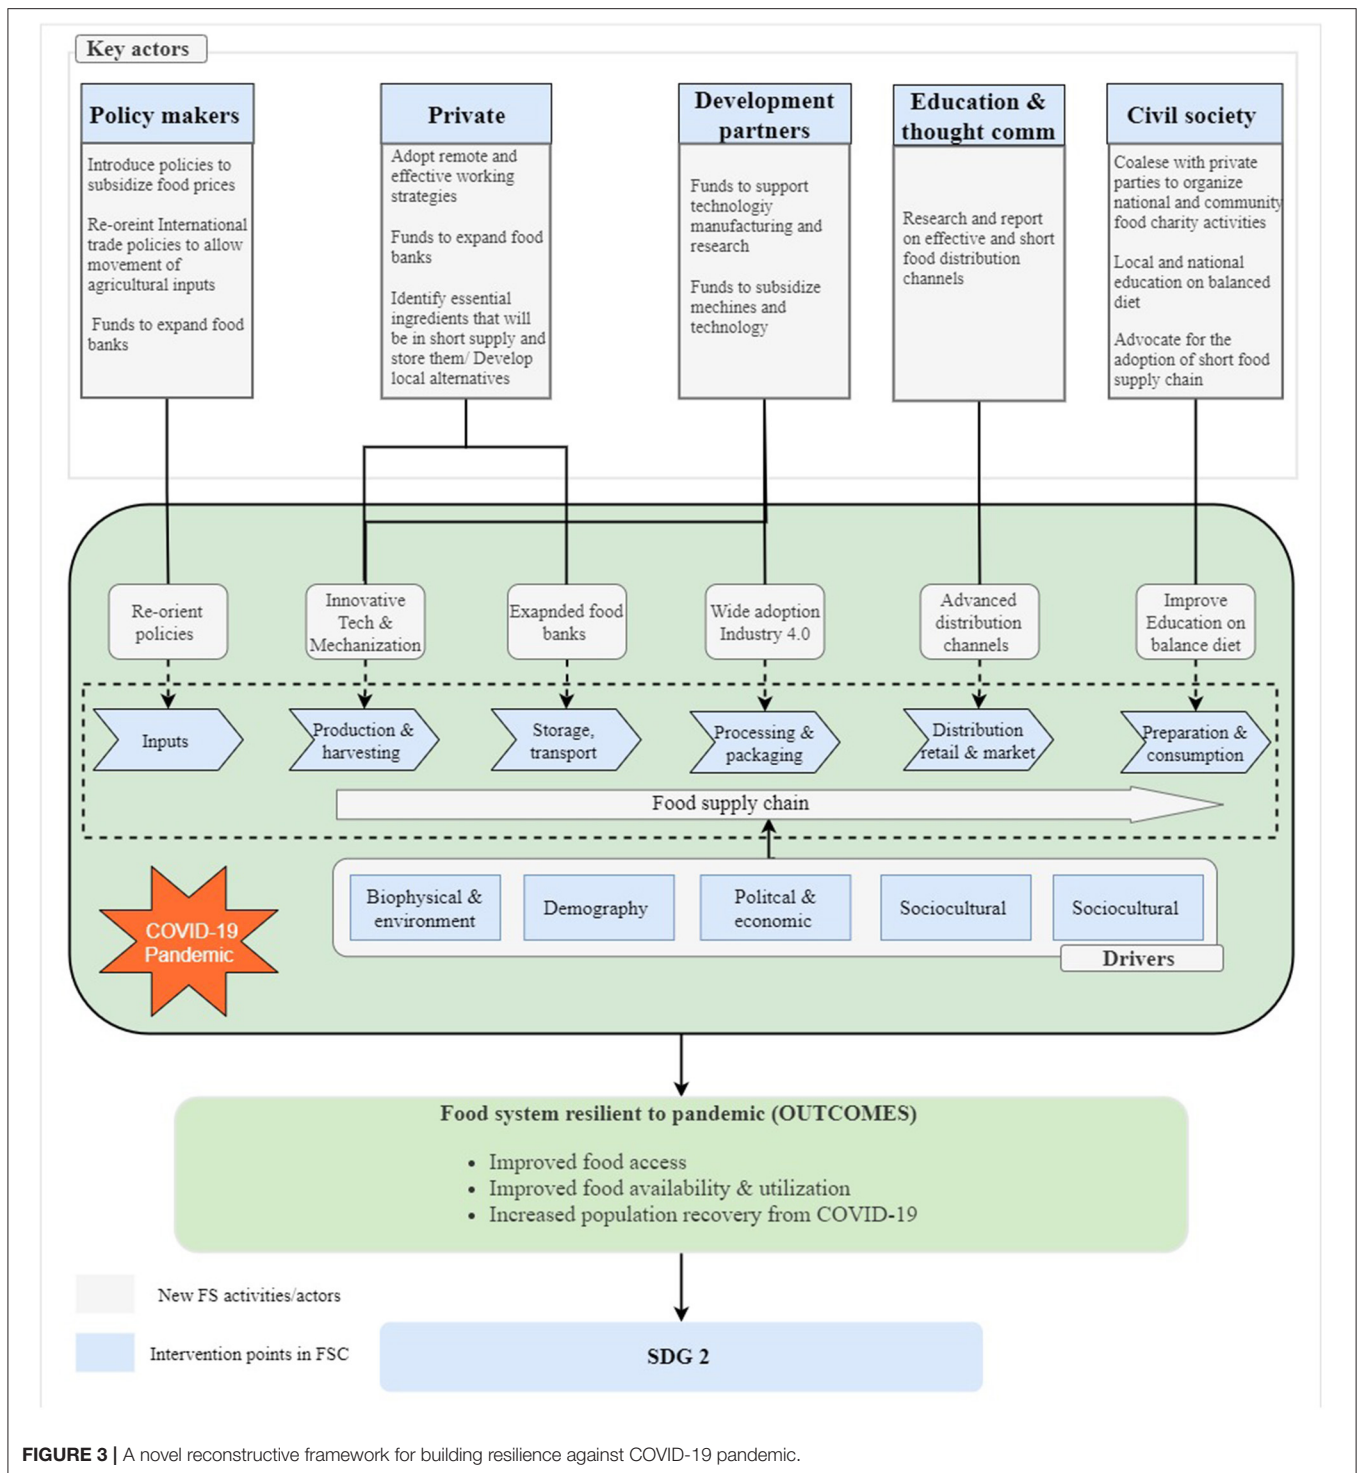 Key actors
Policy makers
Introduce policies to
subsidize food prices
Re-oreint International
trade policies to allow
movement of
agricultural inputs
Funds to expand food
banks
Private
Adopt remote and
effective working
strategies
Funds to expand food
banks
Identify essential
ingredients that will
be in short supply and
store them/ Develop
local alternatives
Development
partners
Funds to support
technologiy
manufacturing and
research
Funds to subsidize
mechines and
technology
Education &
thought comm
Research and report
on effective and short
food distribution
channels
Civil society
Coalese with private
parties to organize
national and community
food charity activities
Local and national
education on balanced
diet
Advocate for the
adoption of short food
supply chain
Re-orient
policies
Innovative
Tech &
Mechanization
Exapnded food
banks
Wide adoption
Industry 4.0
Advanced
distribution
channels
Improve
Education on
balance diet
Inputs
Production &
harvesting
Storage,
transport
Processing &
packaging
Distribution
retail & market
Preparation &
consumption
Food supply chain
COVID-19
Pandemic
Biophysical &
environment
Demography
Politcal &
economic
Sociocultural
Sociocultural
Drivers
Food system resilient to pandemic (OUTCOMES)
• Improved food access
• Improved food availability & utilization
• Increased population recovery from COVID-19
New FS activities/actors
Intervention points in FSC
SDG 2
FIGURE 3 | A novel reconstructive framework for building resilience against COVID-19 pandemic.